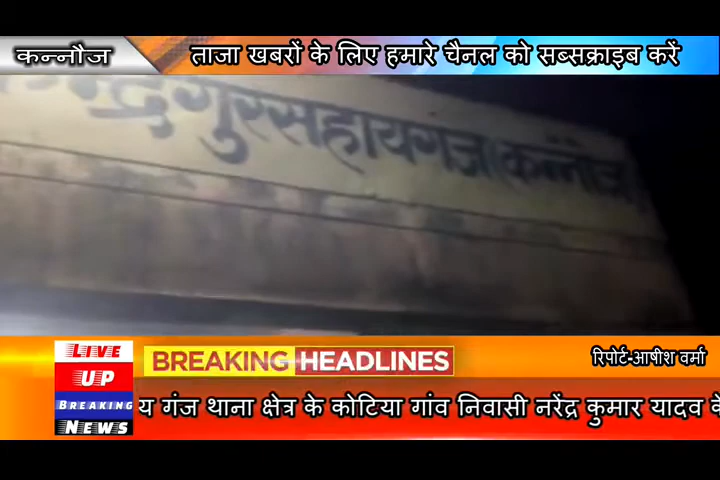 कन्नौज
ताजा खबरों के लिए हमारे चैनल को सब्सक्राइब करें
गुरसहायगंज (कन्नौज)
LIVE
UP
BREAKING
NEWS
BREAKING HEADLINES
रिपोर्ट-आषीश वर्मा
य गंज थाना क्षेत्र के कोटिया गांव निवासी नरेंद्र कुमार यादव के